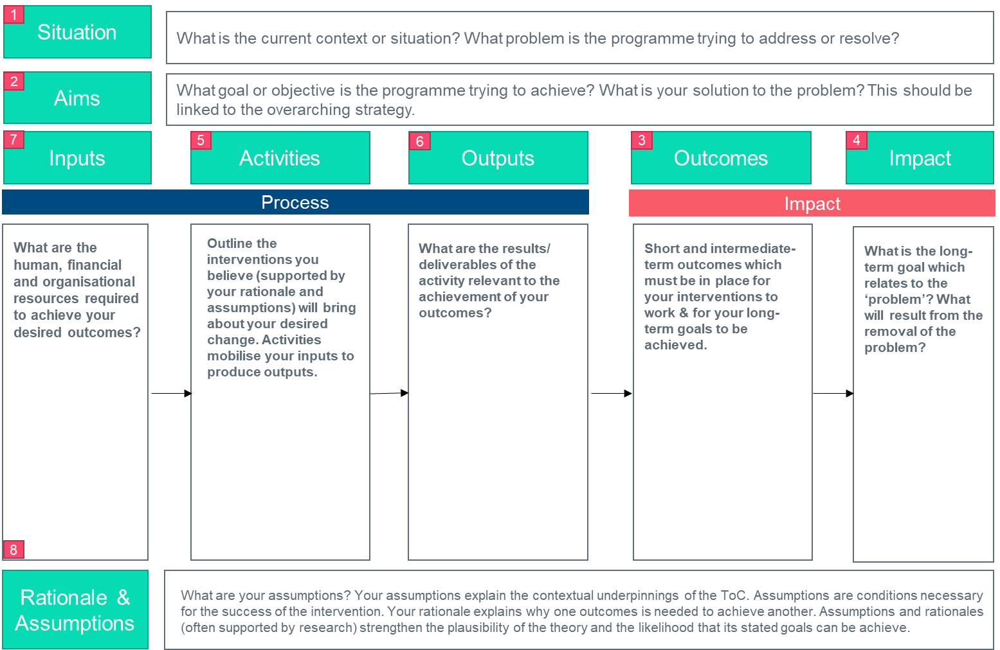 1
Situation
What is the current context or situation? What problem is the programme trying to address or resolve?
2
Aims
What goal or objective is the programme trying to achieve? What is your solution to the problem? This should be
linked to the overarching strategy.
7
Inputs
5
Activities
6
Outputs
3
Outcomes
4
Impact
Process
Impact
What are the
human, financial
and organisational
resources required
to achieve your
desired outcomes?
Outline the
interventions you
believe (supported by
your rationale and
assumptions) will bring
about your desired
change. Activities
mobilise your inputs to
produce outputs.
What are the results/
deliverables of the
activity relevant to the
achievement of your
outcomes?
Short and intermediate-
term outcomes which
must be in place for
your interventions to
work & for your long-
term goals to be
achieved.
What is the long-
term goal which
relates to the
‘problem’? What
will result from the
removal of the
problem?
8
Rationale &
Assumptions
What are your assumptions? Your assumptions explain the contextual underpinnings of the ToC. Assumptions are conditions necessary
for the success of the intervention. Your rationale explains why one outcomes is needed to achieve another. Assumptions and rationales
(often supported by research) strengthen the plausibility of the theory and the likelihood that its stated goals can be achieve.